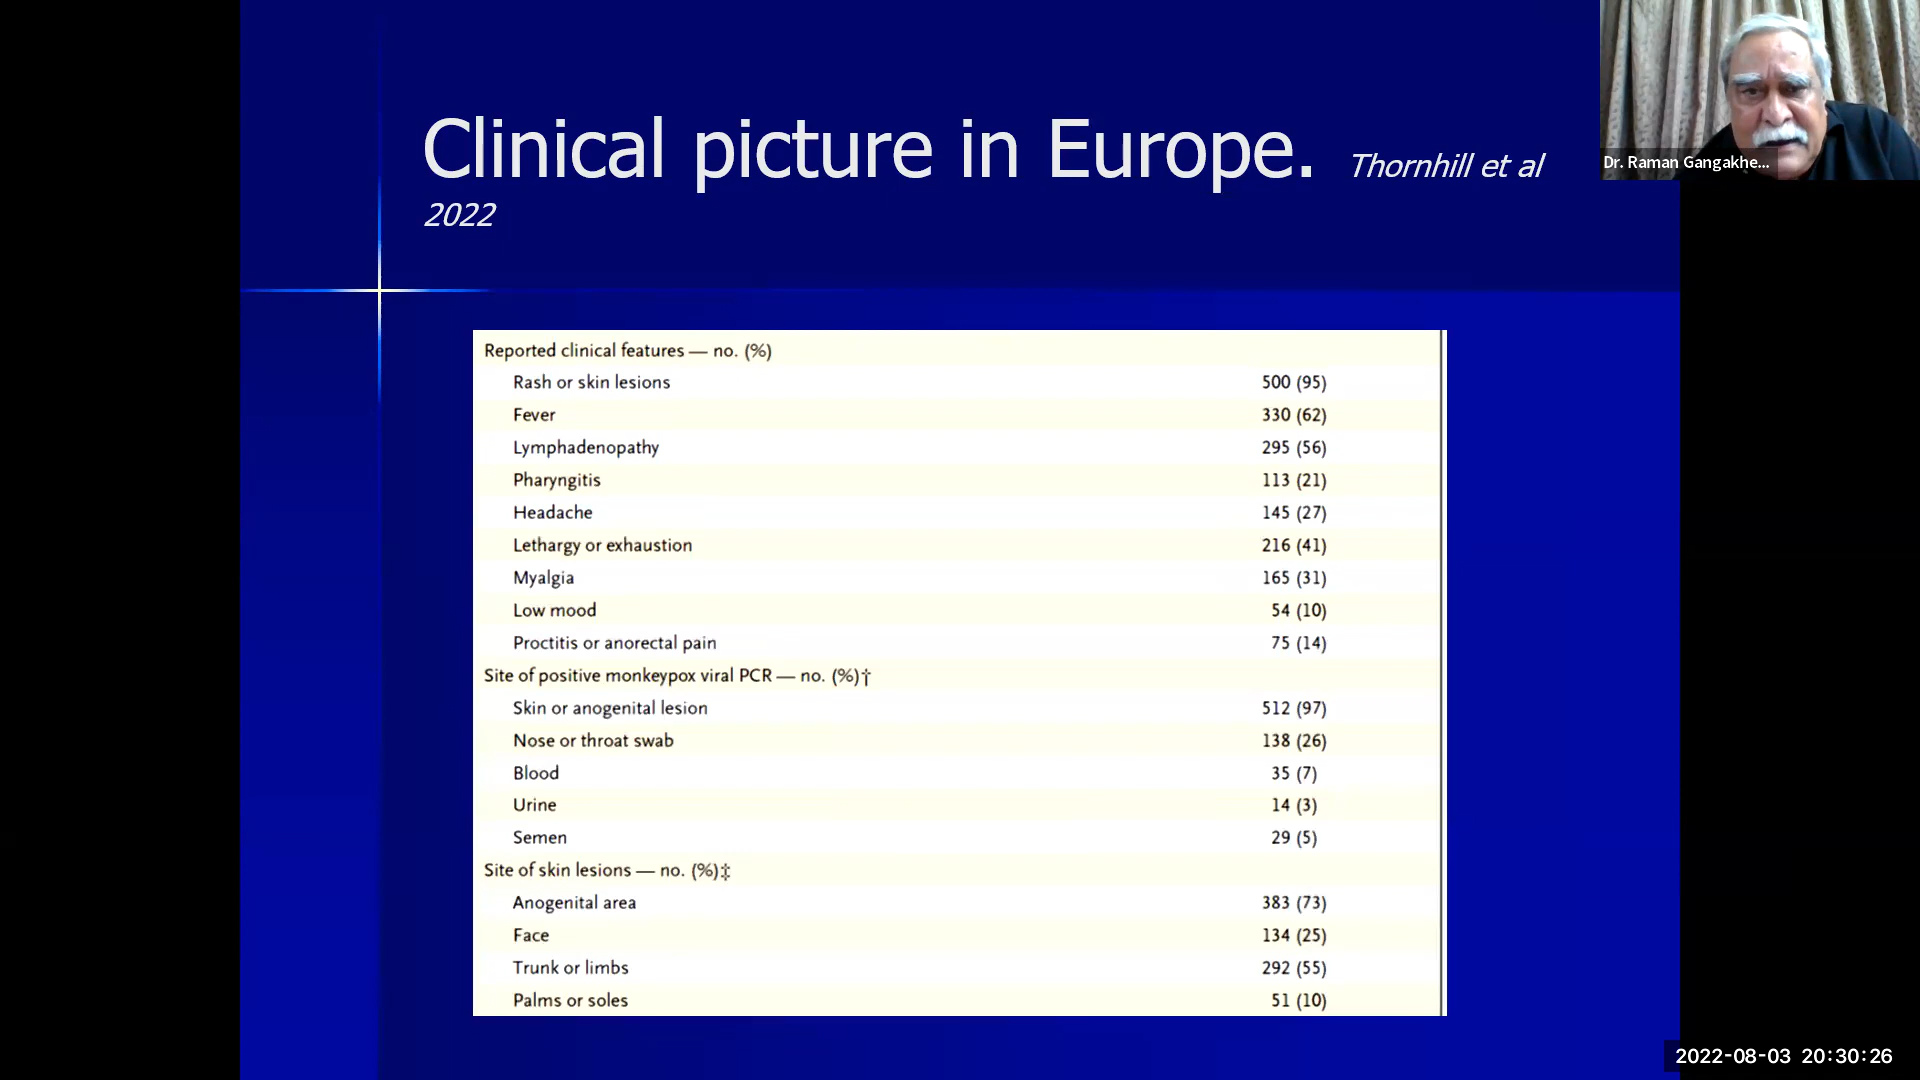 Clinical picture in Europe. Thornhill et al
2022
Dr. Raman Gangakhe...
Reported clinical features — no. (%)
Rash or skin lesions 500 (95)
Fever 330 (62)
Lymphadenopathy 295 (56)
Pharyngitis 113 (21)
Headache 145 (27)
Lethargy or exhaustion 216 (41)
Myalgia 165 (31)
Low mood 54 (10)
Proctitis or anorectal pain 75 (14)
Site of positive monkeypox viral PCR — no. (%)†
Skin or anogenital lesion 512 (97)
Nose or throat swab 138 (26)
Blood 35 (7)
Urine 14 (3)
Semen 29 (5)
Site of skin lesions — no. (%)‡
Anogenital area 383 (73)
Face 134 (25)
Trunk or limbs 292 (55)
Palms or soles 51 (10)
2022-08-03 20:30:26